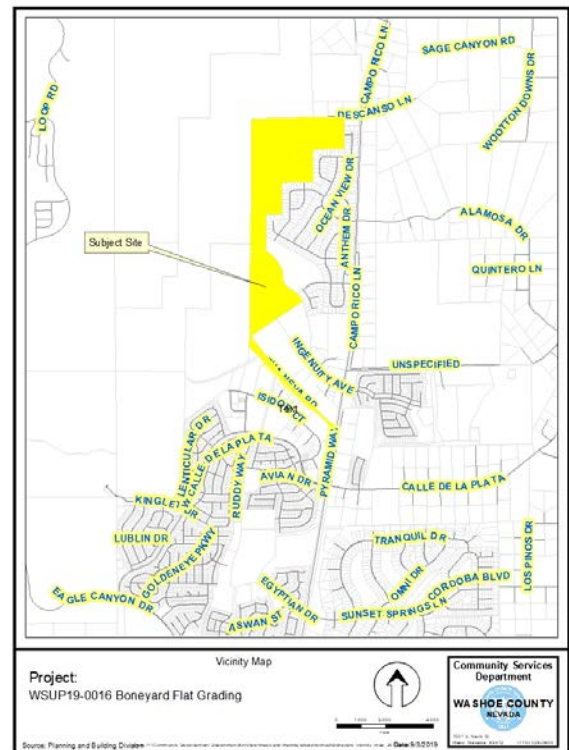 SAGE CANYON RD
CAMPO RICO LN
DESCANSO LN
WOOTTON DOWNS DR
LOOP RD
OCEAN VIEW DR
ANTHEM DR
ALAMOSA DR
Subject Site
QUINTERO LN
CAMPO RICO LN
INGENUITY AVE
UNSPECIFIED
ISIDOR CT
PYRAMID WAY
LENTICULAR DR
W CALLE DE LA PLATA
RUDDY WAY
AVIAN DR
CALLE DE LA PLATA
KINGLET DR
LUBLIN DR
GOLDENEYE PKWY
TRANQUIL DR
OMNI DR
CORDOBA BLVD
LOS PINOS DR
EAGLE CANYON DR
EGYPTIAN DR
SUNSET SPRINGS LN
ASWAN ST
Vicinity Map
Project:
WSUP19-0016 Boneyard Flat Grading
Community Services
Department
WASHOE COUNTY
NEVADA
Source: Planning and Building Division